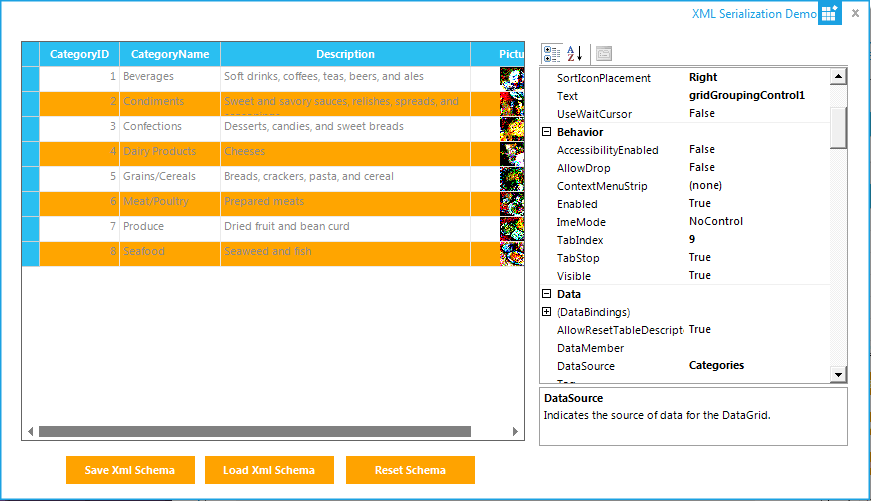 XML Serialization Demo
CategoryID CategoryName Description Pictu
1 Beverages Soft drinks, coffees, teas, beers, and ales
2 Condiments Sweet and savory sauces, relishes, spreads, and
3 Confections Desserts, candies, and sweet breads
4 Dairy Products Cheeses
5 Grains/Cereals Breads, crackers, pasta, and cereal
6 Meat/Poultry Prepared meats
7 Produce Dried fruit and bean curd
8 Seafood Seaweed and fish
Save Xml Schema Load Xml Schema Reset Schema
SortIconPlacement Right
Text gridGroupingControl1
UseWaitCursor False
Behavior
AccessibilityEnabled False
AllowDrop False
ContextMenuStrip (none)
Enabled True
ImeMode NoControl
TabIndex 9
TabStop True
Visible True
Data
(DataBindings)
AllowResetTableDescripto True
DataMember
DataSource Categories
DataSource
Indicates the source of data for the DataGrid.